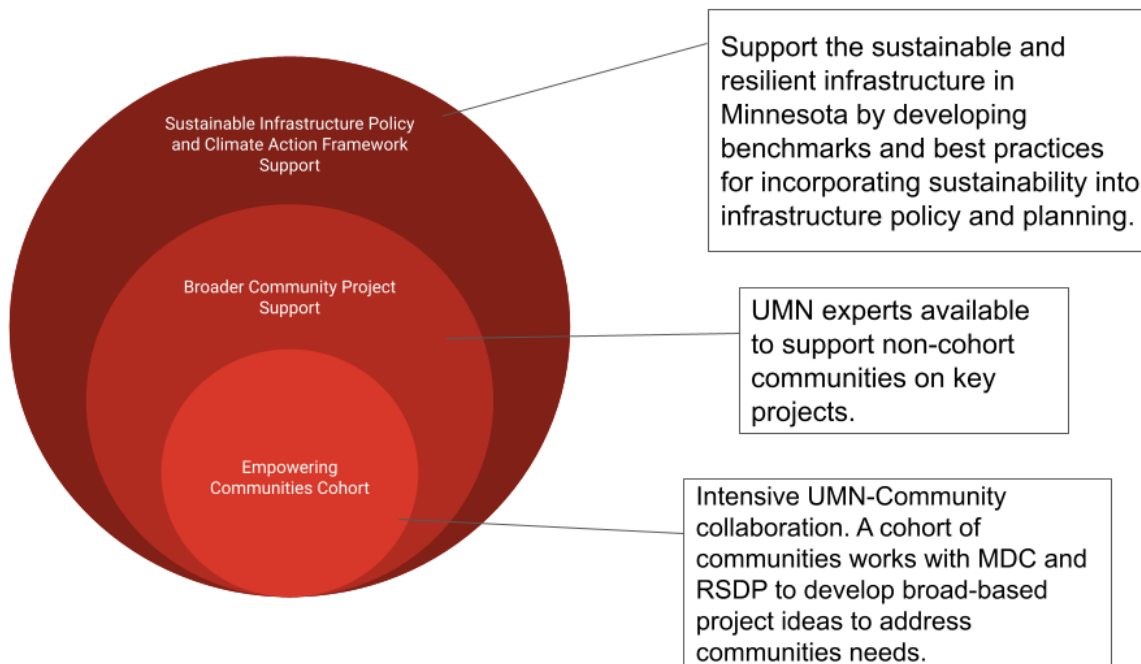 Sustainable Infrastructure Policy
and Climate Action Framework
Support
Support the sustainable and
resilient infrastructure in
Minnesota by developing
benchmarks and best practices
for incorporating sustainability into
infrastructure policy and planning.
Broader Community Project
Support
UMN experts available
to support non-cohort
communities on key
projects.
Empowering
Communities Cohort
Intensive UMN-Community
collaboration. A cohort of
communities works with MDC and
RSDP to develop broad-based
project ideas to address
communities needs.